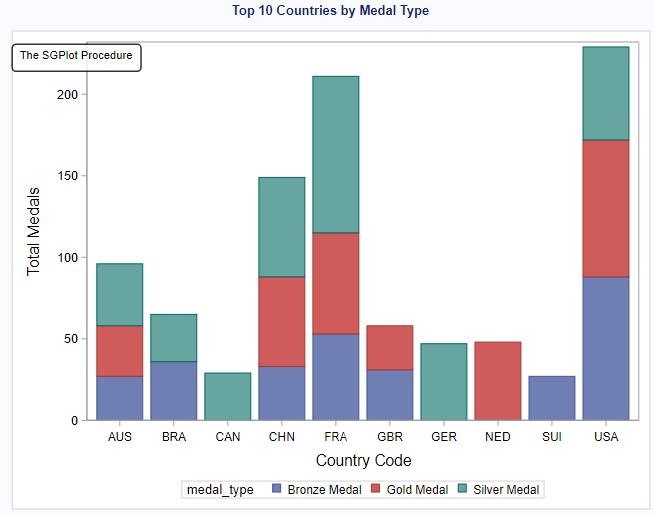 Top 10 Countries by Medal Type
The SGPlot Procedure
200
150
100
50
0
Total Medals
AUS BRA CAN CHN FRA GBR GER NED SUI USA
Country Code
medal_type Bronze Medal Gold Medal Silver Medal